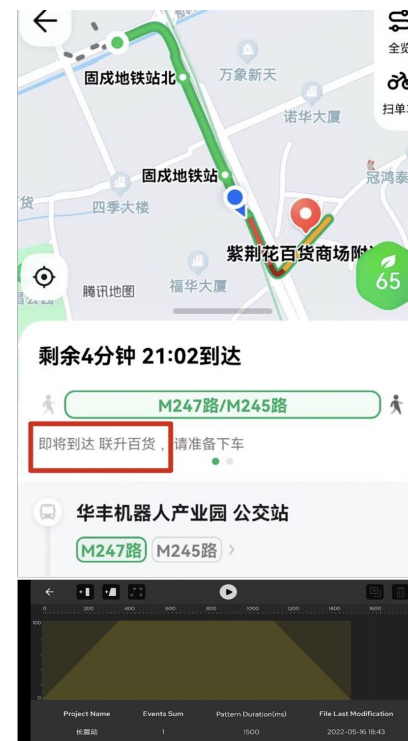 全览
扫单车
固戍地铁站北
万象新天
诺华大厦
固戍地铁站
冠鸿泰
货
四季大楼
紫荆花百货商场附近
65
腾讯地图
福华大厦
剩余4分钟 21:02到达
M247路/M245路
即将到达 联升百货，请准备下车
华丰机器人产业园 公交站
M247路 M245路 >
0 200 400 600 800 1000 1200 1400 1600
100
0
Project Name Events Sum Pattern Duration(ms) File Last Modification
长震动 1 1500 2022-05-16 18:43